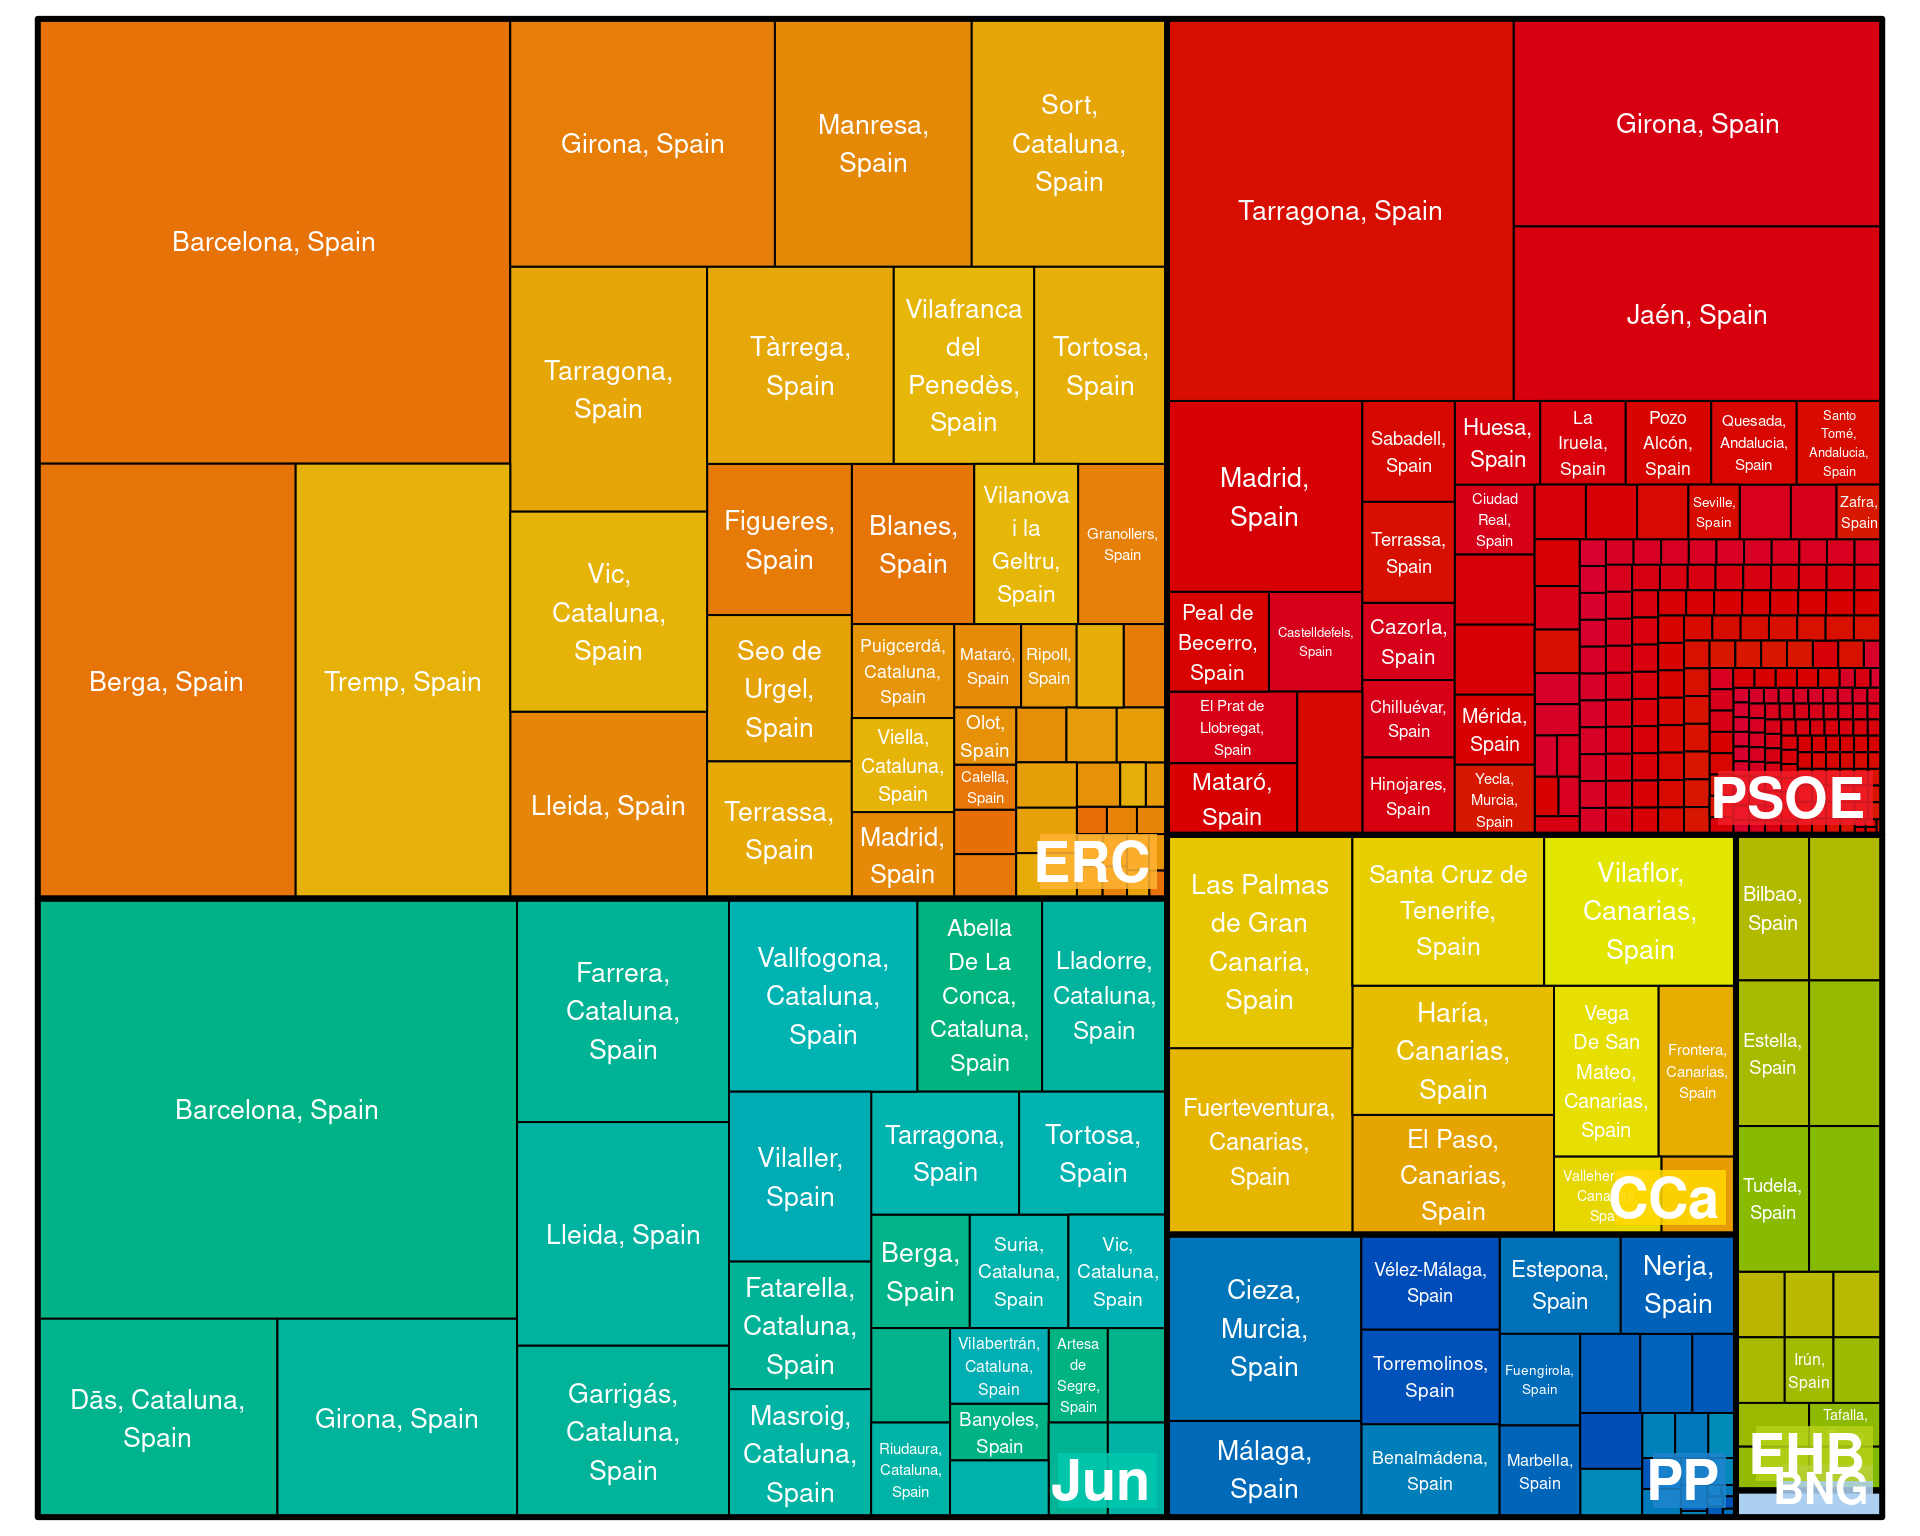 Barcelona, Spain
Girona, Spain
Manresa,
Spain
Sort,
Cataluna,
Spain
Tarragona,
Spain
Tàrrega,
Spain
Vilafranca
del
Penedès,
Spain
Tortosa,
Spain
Berga, Spain
Tremp, Spain
Vic,
Cataluna,
Spain
Lleida, Spain
Figueres,
Spain
Blanes,
Spain
Vilanova
i la
Geltru,
Spain
Granollers,
Spain
Seo de
Urgel,
Spain
Terrassa,
Spain
Puigcerdá,
Cataluna,
Spain
Mataró,
Spain
Ripoll,
Spain
Viella,
Cataluna,
Spain
Olot,
Spain
Calella,
Spain
Madrid,
Spain
ERC
Tarragona, Spain
Girona, Spain
Jaén, Spain
Madrid,
Spain
Sabadell,
Spain
Terrassa,
Spain
Huesa,
Spain
La
Iruela,
Spain
Pozo
Alcón,
Spain
Quesada,
Andalucia,
Spain
Santo
Tomé,
Andalucia,
Spain
Ciudad
Real,
Spain
Seville,
Spain
Zafra,
Spain
Peal de
Becerro,
Spain
Castelldefels,
Spain
Cazorla,
Spain
El Prat de
Llobregat,
Spain
Chilluévar,
Spain
Mérida,
Spain
Mataró,
Spain
Hinojares,
Spain
Yecla,
Murcia,
Spain
PSOE
Barcelona, Spain
Farrera,
Cataluna,
Spain
Vallfogona,
Cataluna,
Spain
Abella
De La
Conca,
Cataluna,
Spain
Lladorre,
Cataluna,
Spain
Lleida, Spain
Vilaller,
Spain
Tarragona,
Spain
Tortosa,
Spain
Berga,
Spain
Suria,
Cataluna,
Spain
Vic,
Cataluna,
Spain
Dās, Cataluna,
Spain
Girona, Spain
Garrigás,
Cataluna,
Spain
Fatarella,
Cataluna,
Spain
Masroig,
Cataluna,
Spain
Vilabertrán,
Cataluna,
Spain
Artesa
de
Segre,
Spain
Banyoles,
Spain
Riudaura,
Cataluna,
Spain
Jun
Las Palmas
de Gran
Canaria,
Spain
Santa Cruz de
Tenerife,
Spain
Vilaflor,
Canarias,
Spain
Fuerteventura,
Canarias,
Spain
Haría,
Canarias,
Spain
El Paso,
Canarias,
Spain
Vega
De San
Mateo,
Canarias,
Spain
Frontera,
Canarias,
Spain
CCa
Bilbao,
Spain
Estella,
Spain
Tudela,
Spain
Irún,
Spain
Tafalla,
EHB
BNG
Cieza,
Murcia,
Spain
Málaga,
Spain
Vélez-Málaga,
Spain
Torremolinos,
Spain
Benalmádena,
Spain
Estepona,
Spain
Nerja,
Spain
Fuengirola,
Spain
Marbella,
Spain
PP